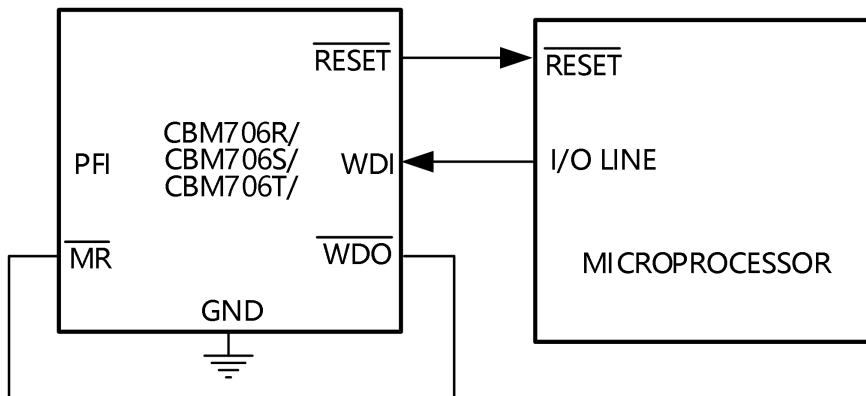 RESET
RESET
CBM706R/
CBM706S/
CBM706T/
PFI
WDI
I/O LINE
MR
WDO
MICROPROCESSOR
GND